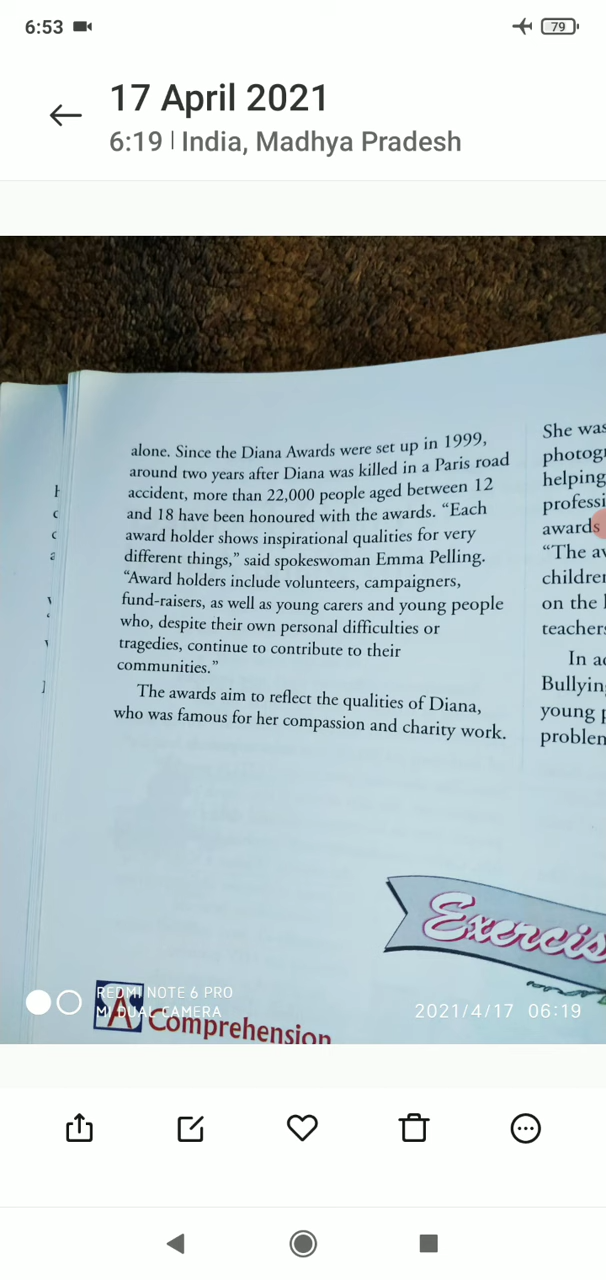 6:53
79
17 April 2021
6:19 | India, Madhya Pradesh
alone. Since the Diana Awards were set up in 1999,
around two years after Diana was killed in a Paris road
accident, more than 22,000 people aged between 12
and 18 have been honoured with the awards. “Each
award holder shows inspirational qualities for very
different things,” said spokeswoman Emma Pelling.
“Award holders include volunteers, campaigners,
fund-raisers, as well as young carers and young people
who, despite their own personal difficulties or
tragedies, continue to contribute to their
communities.”
The awards aim to reflect the qualities of Diana,
who was famous for her compassion and charity work.
She was
photog
helping
professi
awards
“The av
children
on the
teachers
In a
Bullyin
young p
problem
Exercis
A Comprehension
REDMI NOTE 6 PRO
MI DUAL CAMERA
2021/4/17 06:19